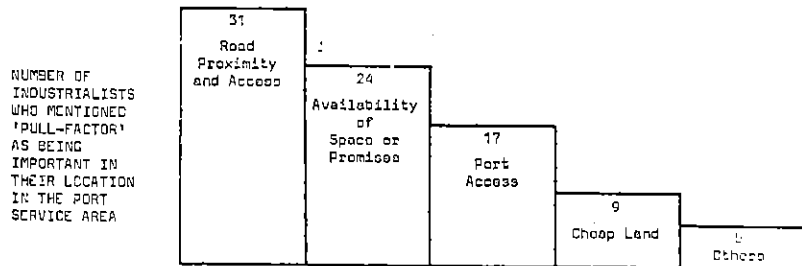 NUMBER OF
INDUSTRIALISTS
WHO MENTIONED
'PULL-FACTOR'
AS BEING
IMPORTANT IN
THEIR LOCATION
IN THE PORT
SERVICE AREA
31
Road
Proximity
and Access
24
Availability
of
Space or
Promises
17
Port
Access
9
Cheap Land
Others